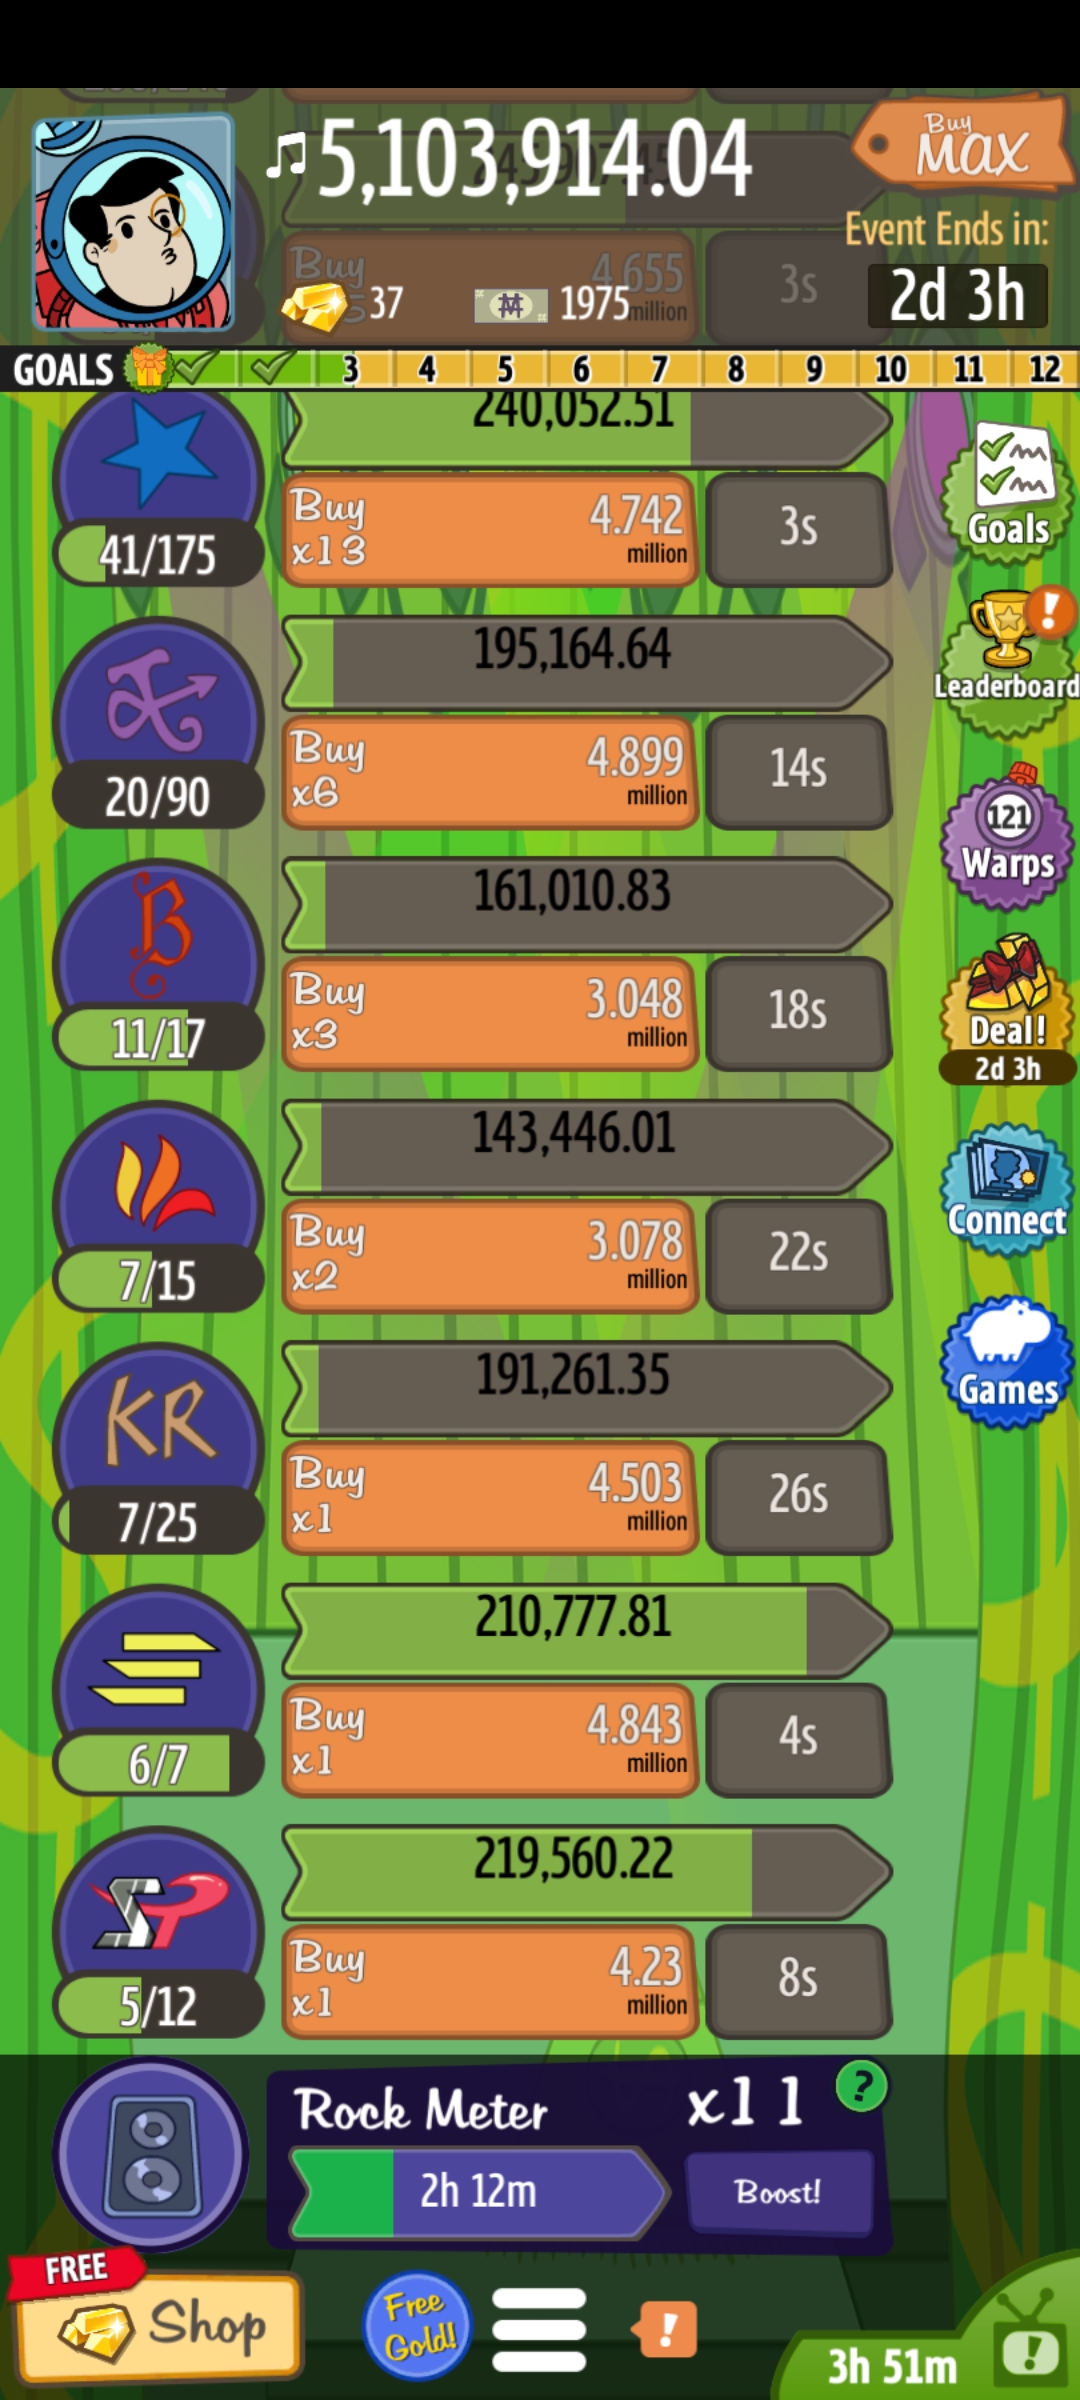 5,103,914.04
Buy
MAX
Event Ends in:
2d 3h
Buy
4.655
million
3s
37
1975
GOALS 3 4 5 6 7 8 9 10 11 12
240,052.51
41/175
Buy
x13
4.742
million
3s
Goals
195,164.64
20/90
Buy
x6
4.899
million
14s
Leaderboard
121
Warps
161,010.83
B
11/17
Buy
x3
3.048
million
18s
Deal!
2d 3h
143,446.01
7/15
Buy
x2
3.078
million
22s
Connect
191,261.35
KR
7/25
Buy
x1
4.503
million
26s
Games
210,777.81
6/7
Buy
x1
4.843
million
4s
219,560.22
SP
5/12
Buy
x1
4.23
million
8s
Rock Meter
x11
?
2h 12m
Boost!
FREE
Shop
Free
Gold!
!
3h 51m
!